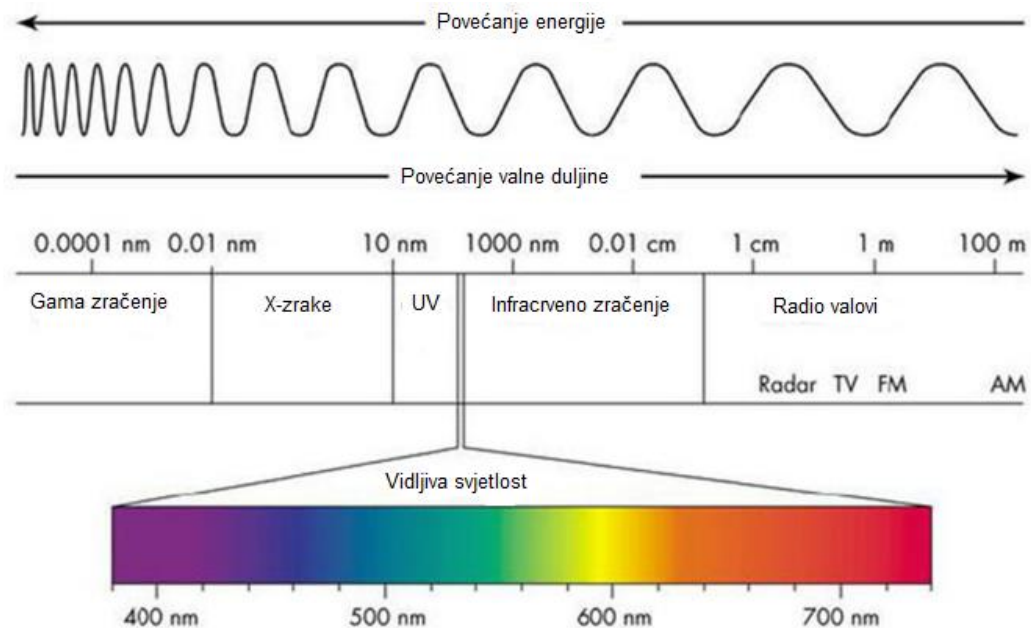 Povećanje energije
Povećanje valne duljine
0.0001 nm 0.01 nm 10 nm 1000 nm 0.01 cm 1 cm 1 m 100 m
Gama zračenje X-zrake UV Infracrveno zračenje Radio valovi
Radar TV FM AM
Vidljiva svjetlost
400 nm 500 nm 600 nm 700 nm